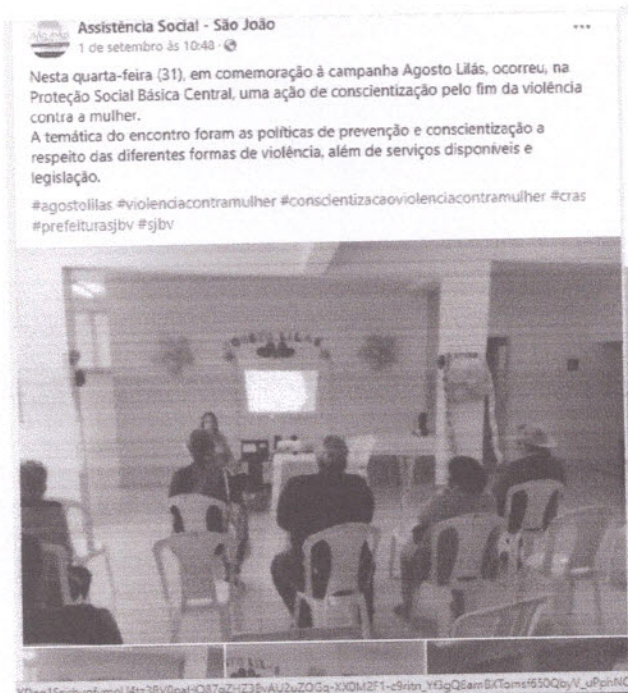 Assistência Social - São João
1 de setembro às 10:48 ·
Nesta quarta-feira (31), em comemoração à campanha Agosto Lilás, ocorreu, na
Proteção Social Básica Central, uma ação de conscientização pelo fim da violência
contra a mulher.
A temática do encontro foram as políticas de prevenção e conscientização a
respeito das diferentes formas de violência, além de serviços disponíveis e
legislação.
#agostolilas #violenciacontramulher #conscientizacaoviolenciacontramulher #cras
#prefeiturasjbv #sjbv